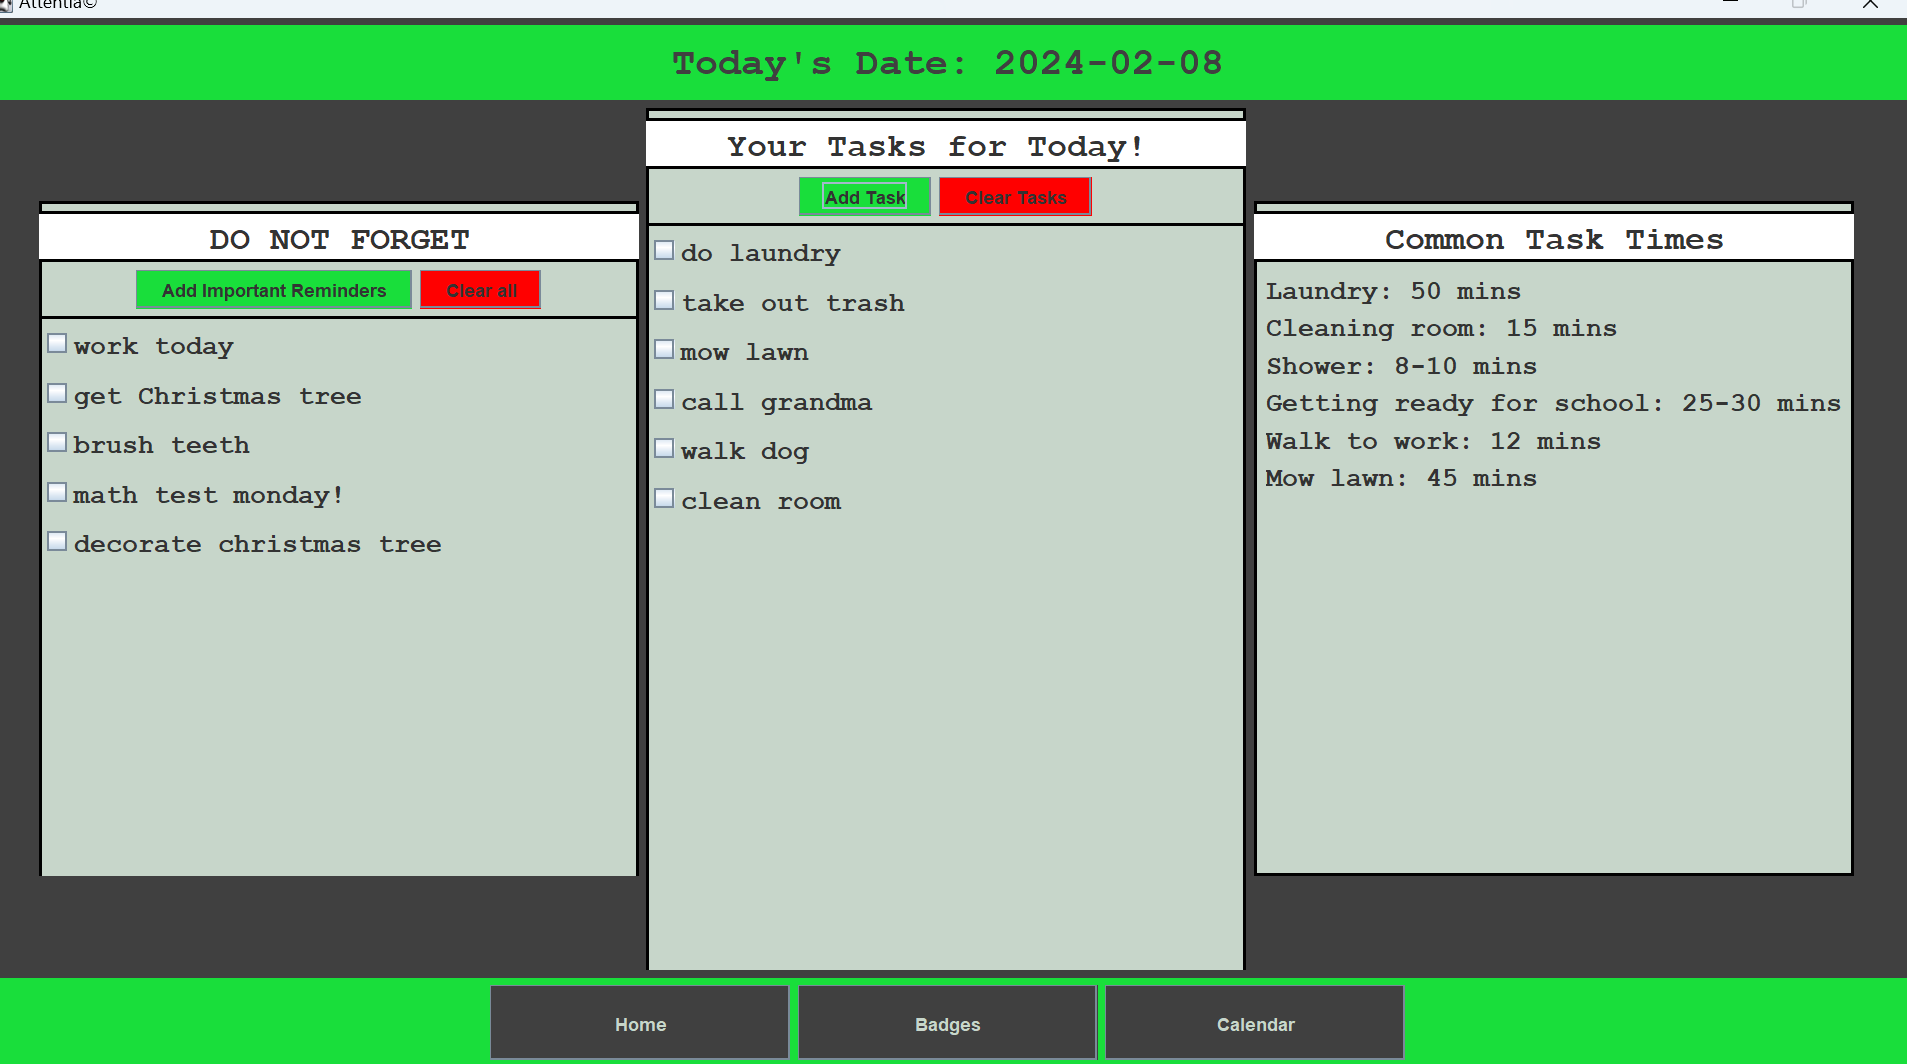 Attentia©
Today's Date: 2024-02-08
DO NOT FORGET
Add Important Reminders Clear all
work today
get Christmas tree
brush teeth
math test monday!
decorate christmas tree
Your Tasks for Today!
Add Task Clear Tasks
do laundry
take out trash
mow lawn
call grandma
walk dog
clean room
Common Task Times
Laundry: 50 mins
Cleaning room: 15 mins
Shower: 8-10 mins
Getting ready for school: 25-30 mins
Walk to work: 12 mins
Mow lawn: 45 mins
Home Badges Calendar